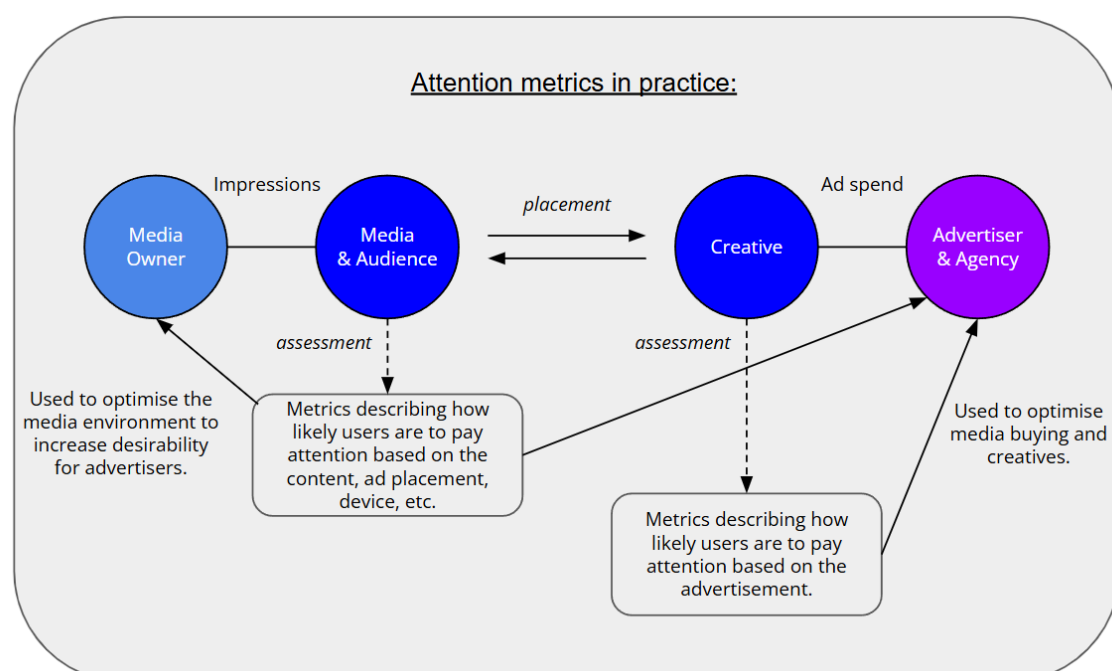 Attention metrics in practice:
Impressions
Ad spend
placement
Media
Owner
Media
& Audience
Creative
Advertiser
& Agency
assessment
assessment
Used to optimise the
media environment to
increase desirability
for advertisers.
Metrics describing how
likely users are to pay
attention based on the
content, ad placement,
device, etc.
Used to optimise
media buying and
creatives.
Metrics describing how
likely users are to pay
attention based on the
advertisement.